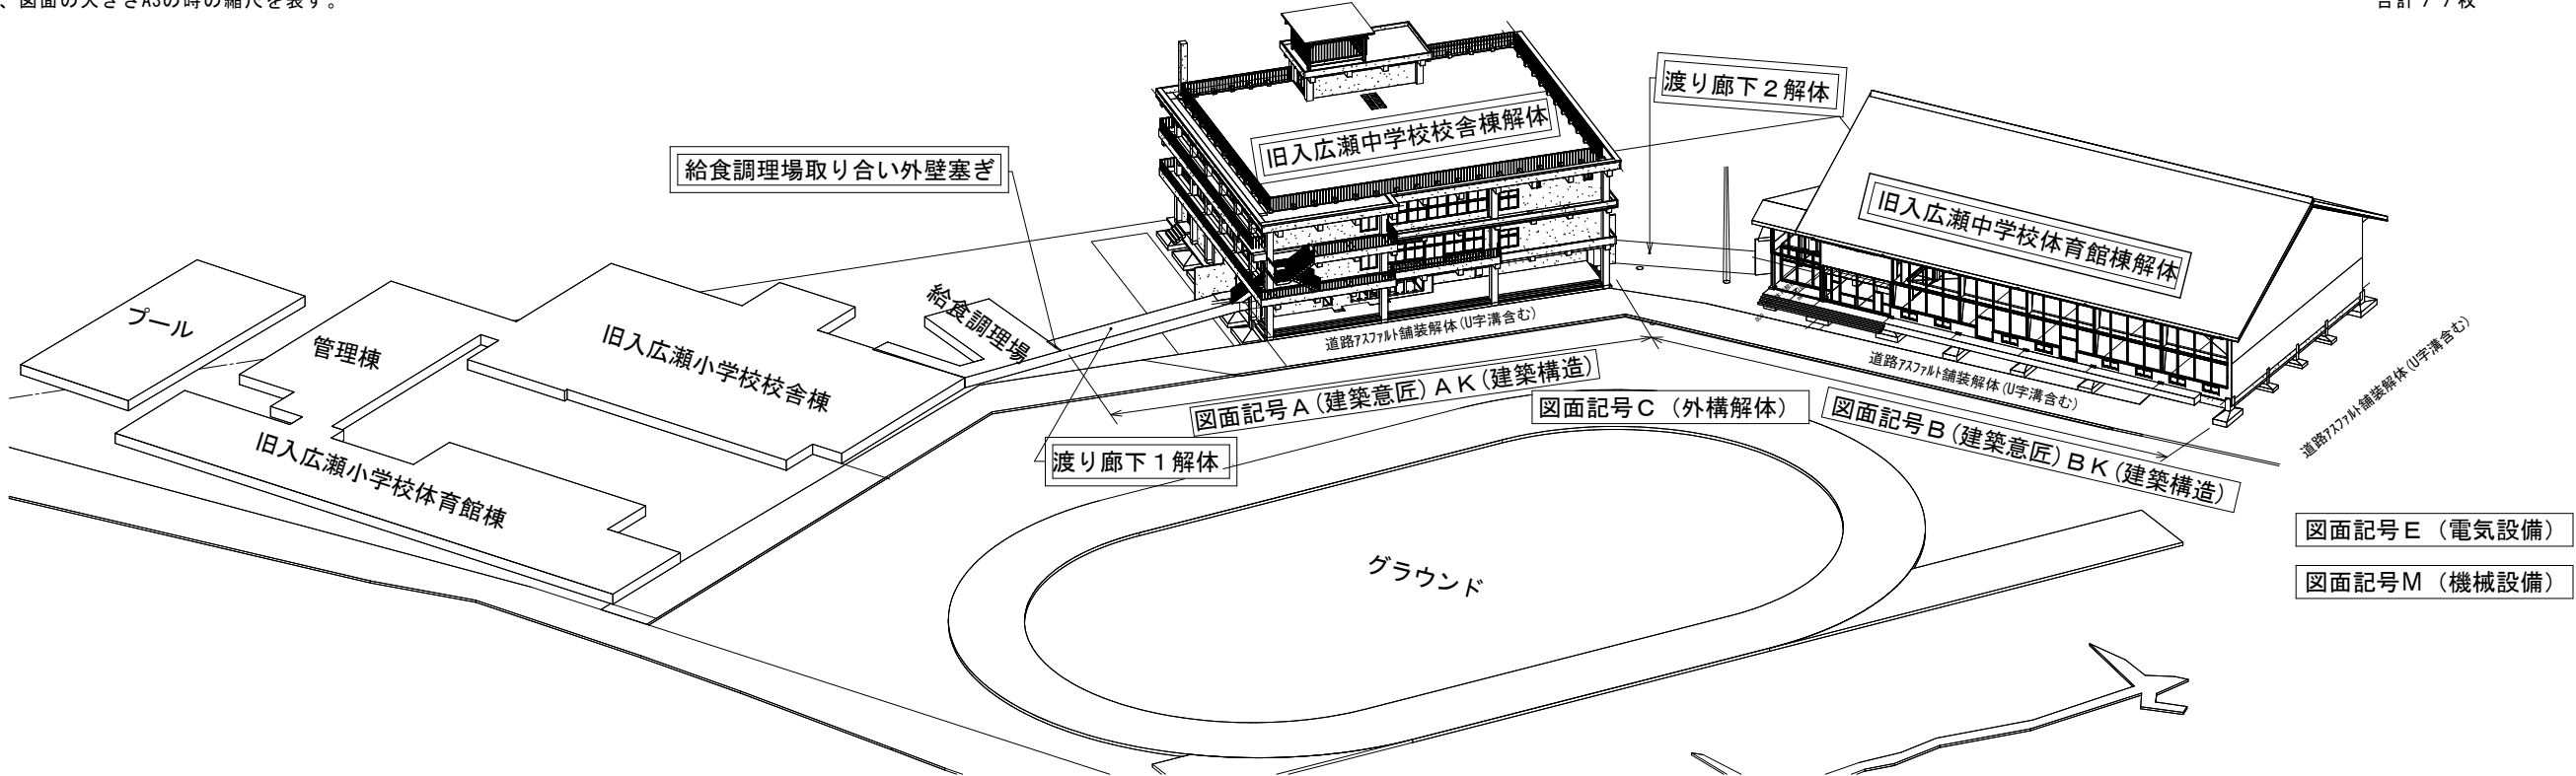 、図面の大きさA3の時の縮尺を表す。
合計77枚
渡り廊下2解体
旧入広瀬中学校校舎棟解体
給食調理場取り合い外壁塞ぎ
旧入広瀬中学校体育館棟解体
プール
管理棟
旧入広瀬小学校校舎棟
給食調理場
道路アスファルト舗装解体(U字溝含む)
道路アスファルト舗装解体(U字溝含む)
道路アスファルト舗装解体(U字溝含む)
図面記号A(建築意匠)AK(建築構造)
図面記号C(外構解体)
図面記号B(建築意匠)BK(建築構造)
渡り廊下1解体
旧入広瀬小学校体育館棟
グラウンド
図面記号E(電気設備)
図面記号M(機械設備)